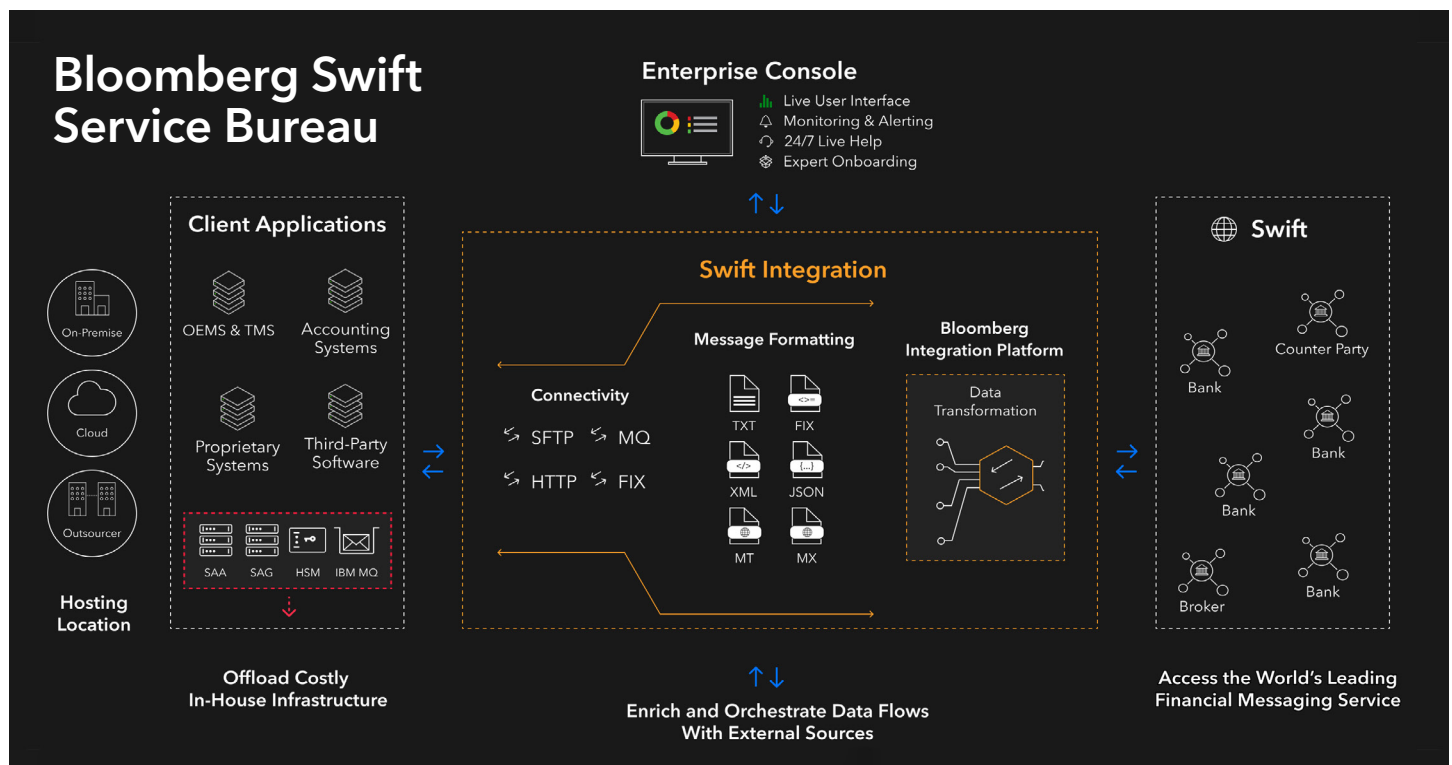 Bloomberg Swift
Service Bureau
Enterprise Console
Live User Interface
Monitoring & Alerting
24/7 Live Help
Expert Onboarding
On-Premise
Cloud
Outsourcer
Hosting
Location
Client Applications
OEMS & TMS
Accounting
Systems
Proprietary
Systems
Third-Party
Software
SAA
SAG
HSM
IBM MQ
Offload Costly
In-House Infrastructure
Swift Integration
Connectivity
SFTP
MQ
HTTP
FIX
Message Formatting
TXT
<>=
FIX
</>
XML
{...}
JSON
MT
MX
Bloomberg
Integration Platform
Data
Transformation
Enrich and Orchestrate Data Flows
With External Sources
Swift
Counter Party
Bank
Bank
Bank
Broker
Bank
Access the World's Leading
Financial Messaging Service